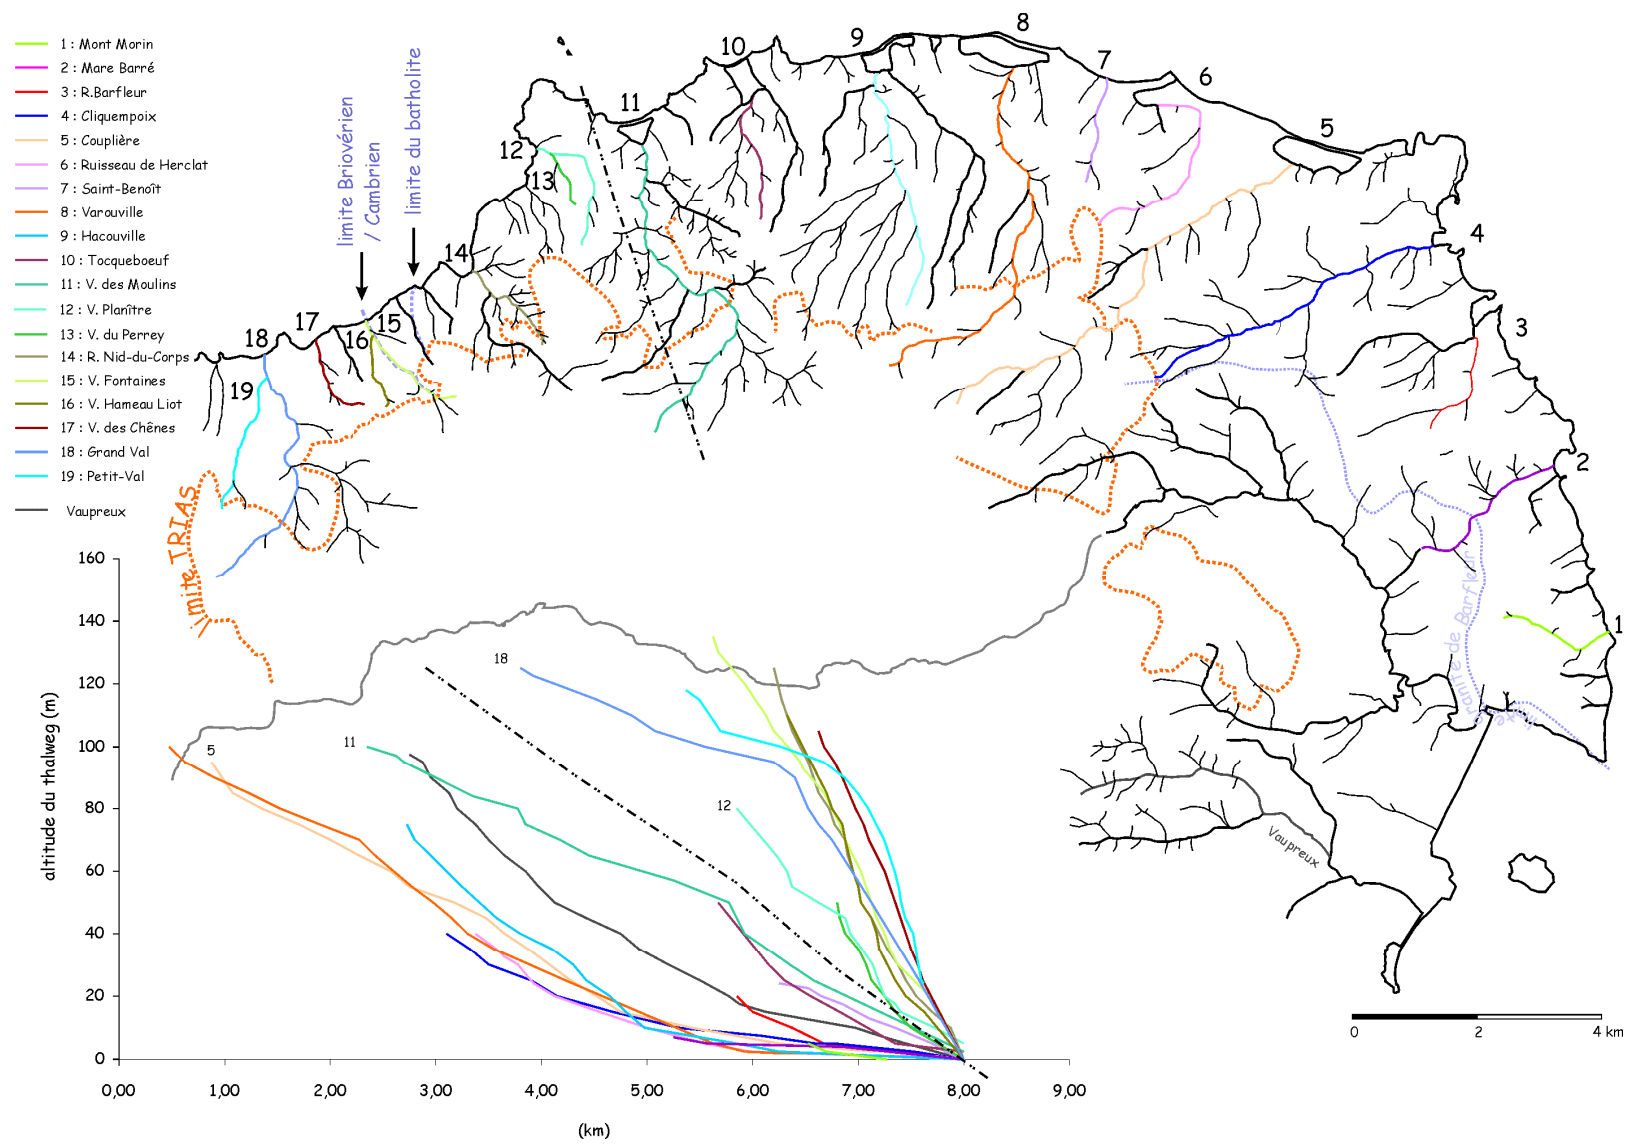 1 : Mont Morin
2 : Mare Barré
3 : R.Barfleur
4 : Cliquempoix
5 : Couplière
6 : Ruisseau de Herclat
7 : Saint-Benoît
8 : Varouville
9 : Hacouville
10 : Tocqueboeuf
11 : V. des Moulins
12 : V. Planître
13 : V. du Perrey
14 : R. Nid-du-Corps
15 : V. Fontaines
16 : V. Hameau Liot
17 : V. des Chênes
18 : Grand Val
19 : Petit-Val
Vaupreux
limite Briovérien
/ Cambrien
limite du batholite
8
10
9
7
6
11
5
12
13
4
14
3
17
15
18
16
19
2
1
limite TRIAS
limite
Granite de Barfleur
Vaupreux
0
2
4 km
altitude du thalweg (m)
160
140
120
100
80
60
40
20
0
18
11
5
12
0,00
1,00
2,00
3,00
4,00
5,00
6,00
7,00
8,00
9,00
(km)